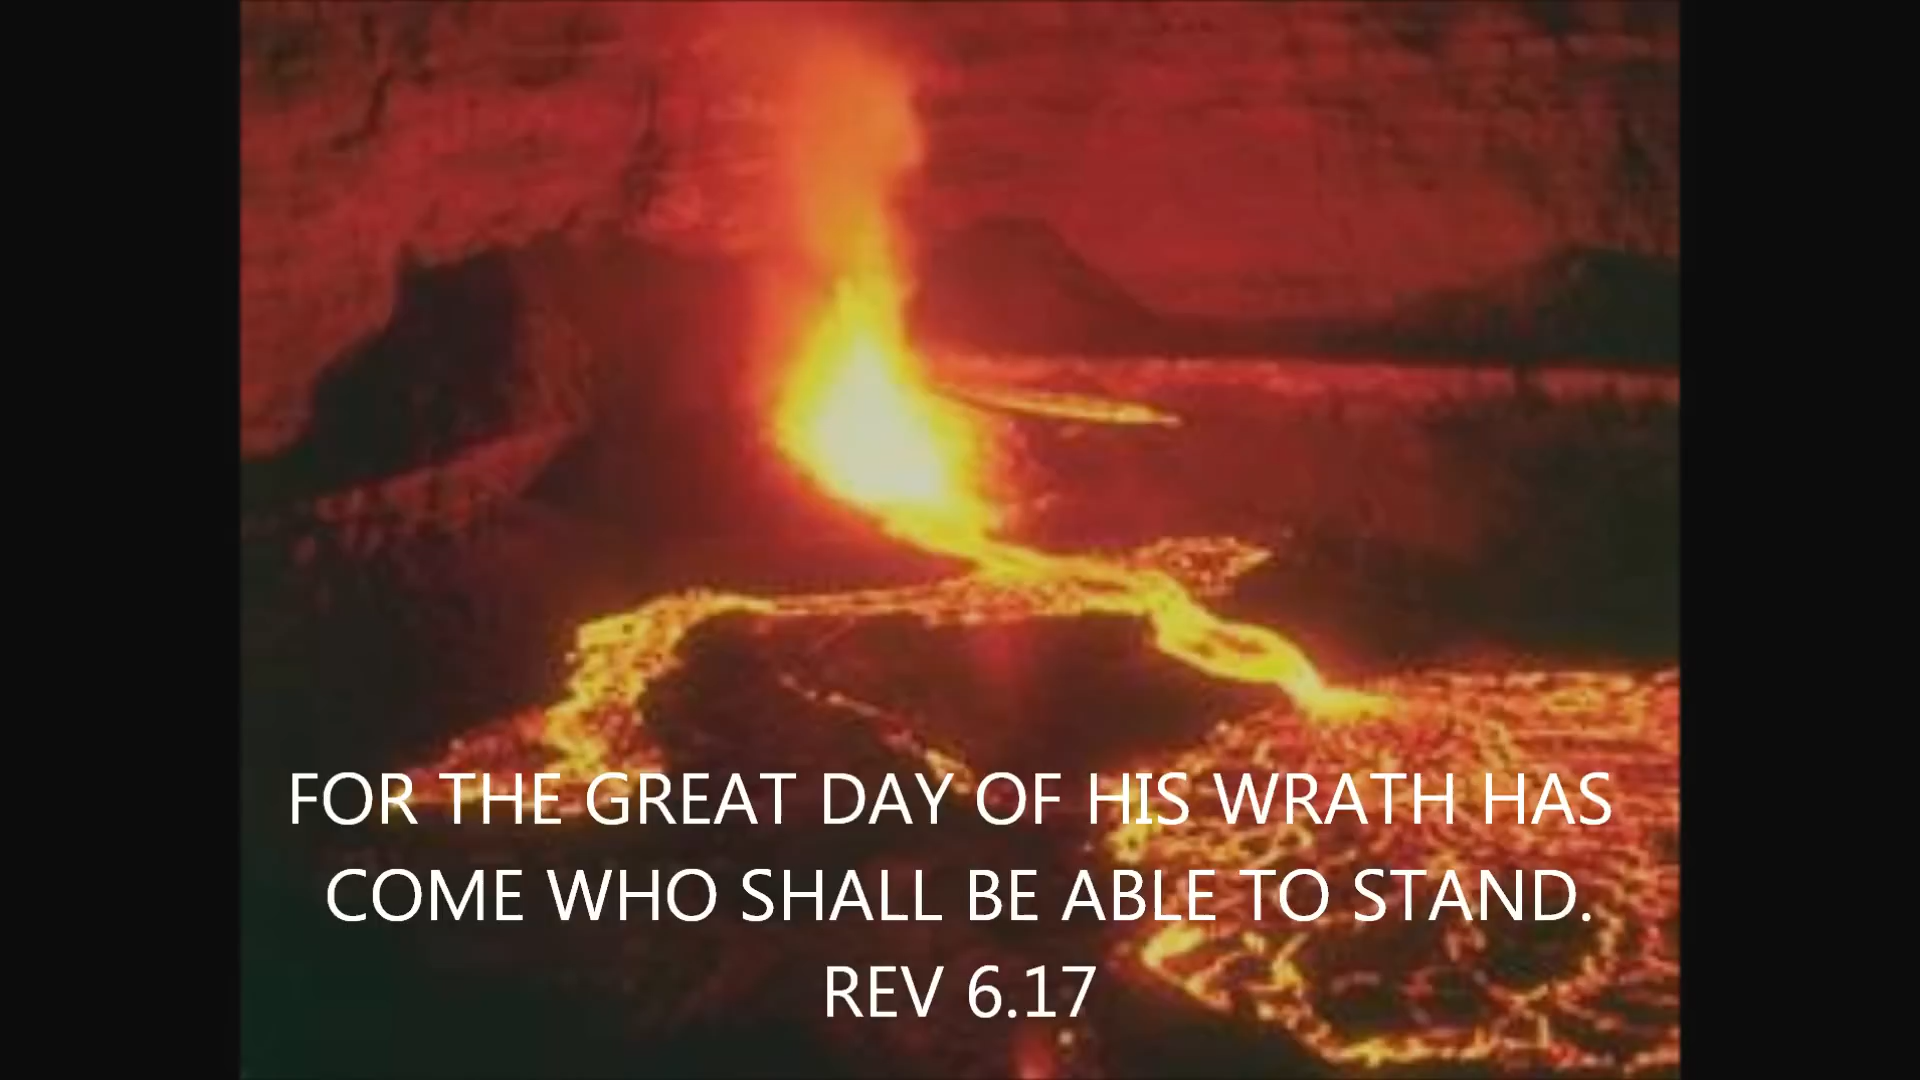 FOR THE GREAT DAY OF HIS WRATH HAS
COME WHO SHALL BE ABLE TO STAND.
REV 6.17